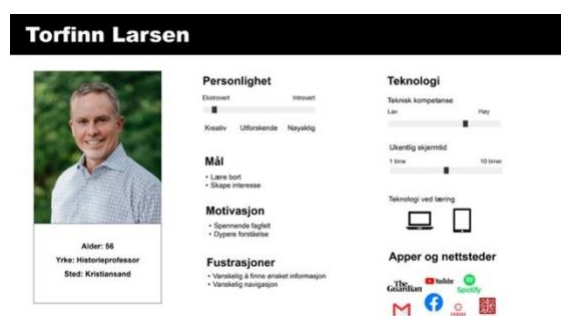 Torfinn Larsen
Alder: 56
Yrke: Historieprofessor
Sted: Kristiansand
Personlighet
Ekstrovert Introvert
Kreativ Utforskende Nøyaktig
Mål
• Lære bort
• Skape interesse
Motivasjon
• Spennende fagfelt
• Dypere forståelse
Fustrasjoner
• Vanskelig å finne ønsket informasjon
• Vanskelig navigasjon
Teknologi
Teknisk kompetanse
Lav Høy
Ukentlig skjermtid
1 time 10 timer
Teknologi ved læring
Apper og nettsteder
The
Guardian
YouTube
Spotify